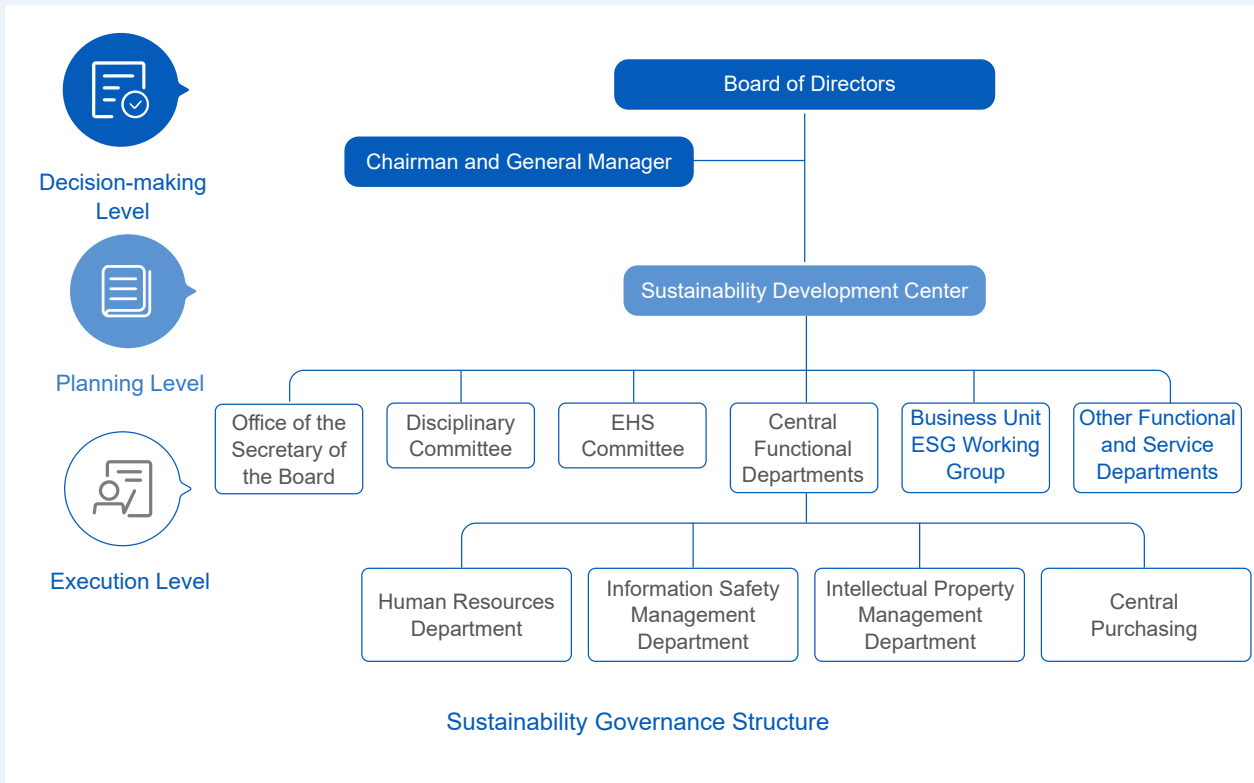 Board of Directors
Chairman and General Manager
Decision-making
Level
Sustainability Development Center
Planning Level
Office of the
Secretary of
the Board
Disciplinary
Committee
EHS
Committee
Central
Functional
Departments
Business Unit
ESG Working
Group
Other Functional
and Service
Departments
Execution Level
Human Resources
Department
Information Safety
Management
Department
Intellectual Property
Management
Department
Central
Purchasing
Sustainability Governance Structure